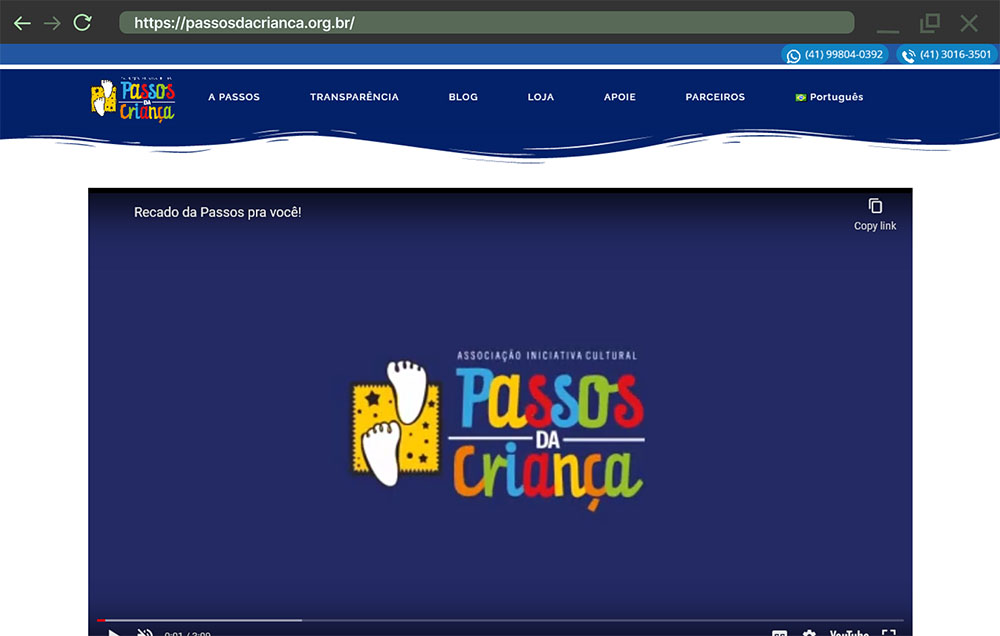 https://passosdacrianca.org.br/
(41) 99804-0392
(41) 3016-3501
Passos
DA
Criança
A PASSOS
TRANSPARÊNCIA
BLOG
LOJA
APOIE
PARCEIROS
Português
Recado da Passos pra você!
Copy link
ASSOCIAÇÃO INICIATIVA CULTURAL
Passos
DA
Criança
0:01 / 2:00
YouTube